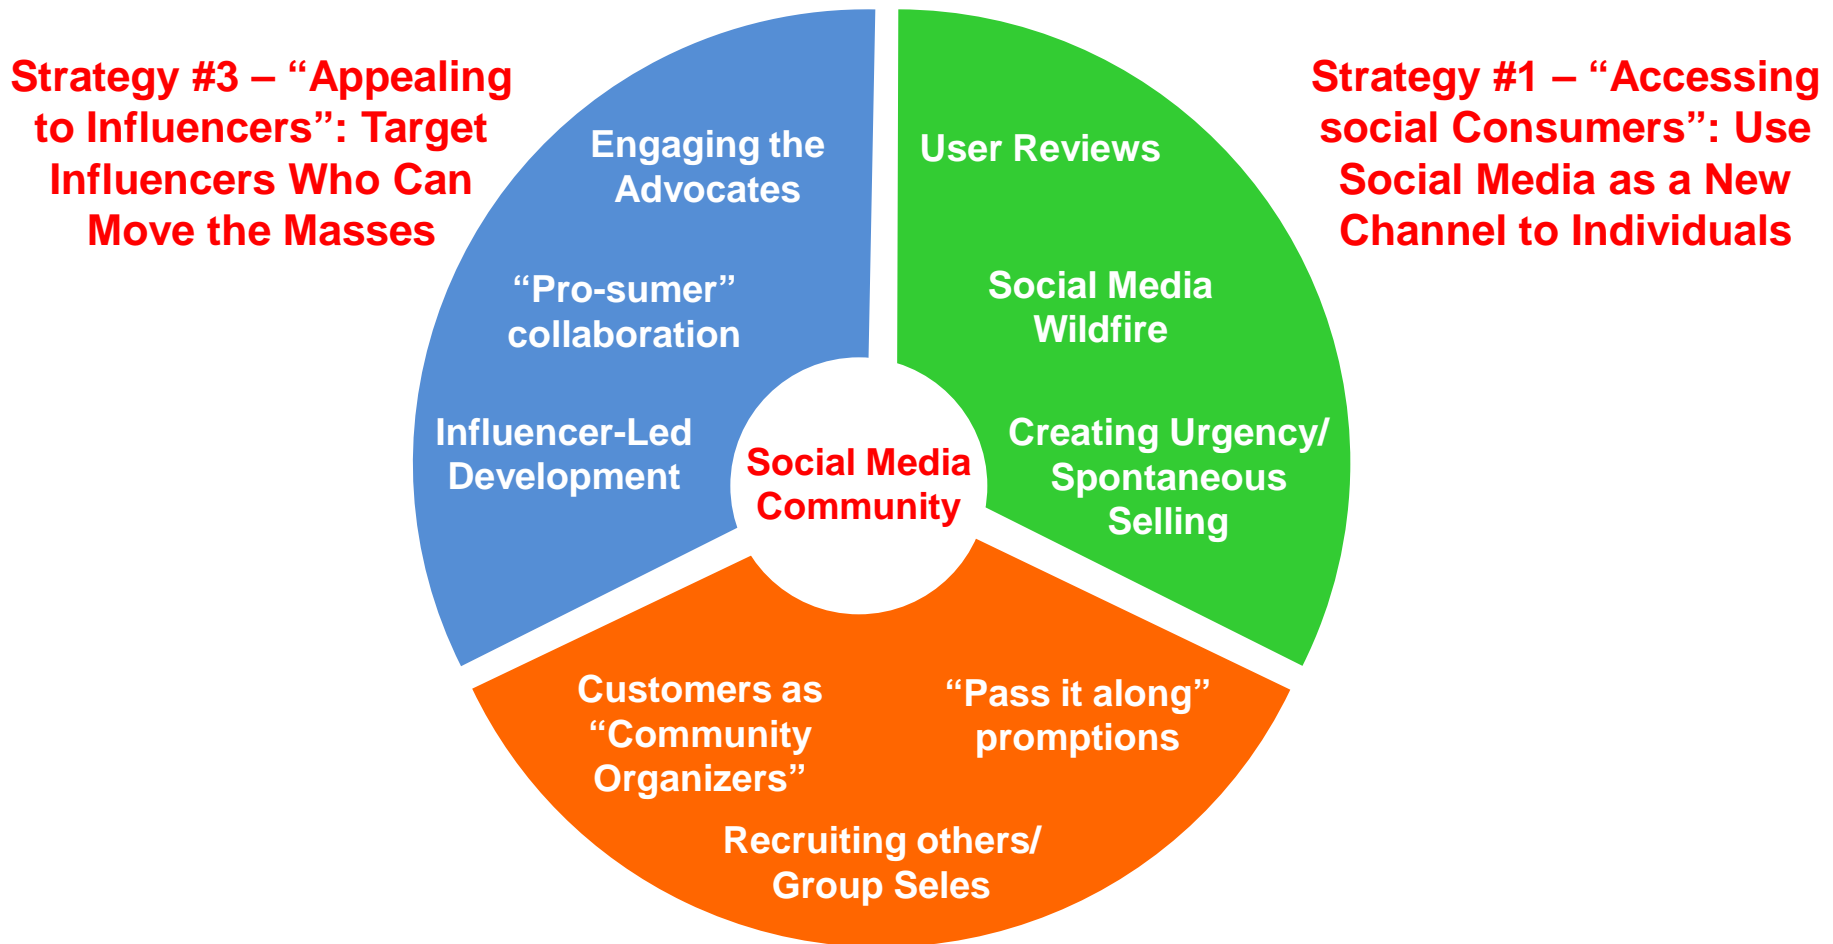 Strategy #3 – “Appealing
to Influencers”: Target
Influencers Who Can
Move the Masses
Strategy #1 – “Accessing
social Consumers”: Use
Social Media as a New
Channel to Individuals
Engaging the
Advocates
“Pro-sumer”
collaboration
Influencer-Led
Development
User Reviews
Social Media
Wildfire
Creating Urgency/
Spontaneous
Selling
Social Media
Community
Customers as
“Community
Organizers”
“Pass it along”
promptions
Recruiting others/
Group Seles